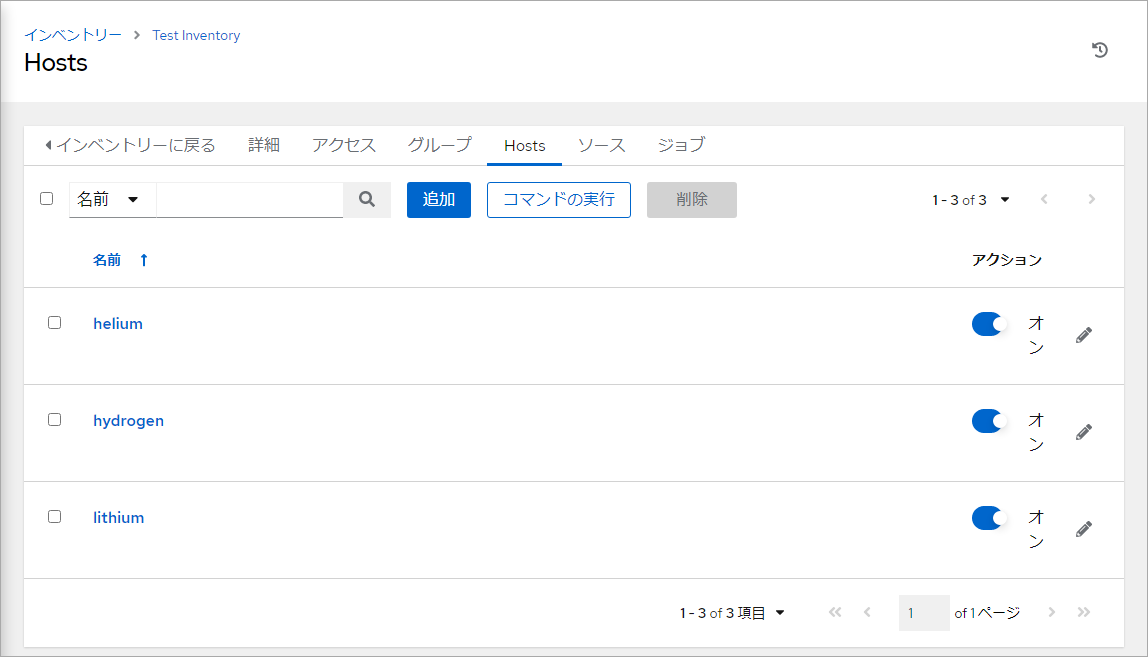 インベントリー > Test Inventory
Hosts
インベントリーに戻る 詳細 アクセス グループ Hosts ソース ジョブ
名前 追加 コマンドの実行 削除 1 - 3 of 3
名前 アクション
helium オ
ン
hydrogen オ
ン
lithium オ
ン
1 - 3 of 3 項目 1 of 1 ページ